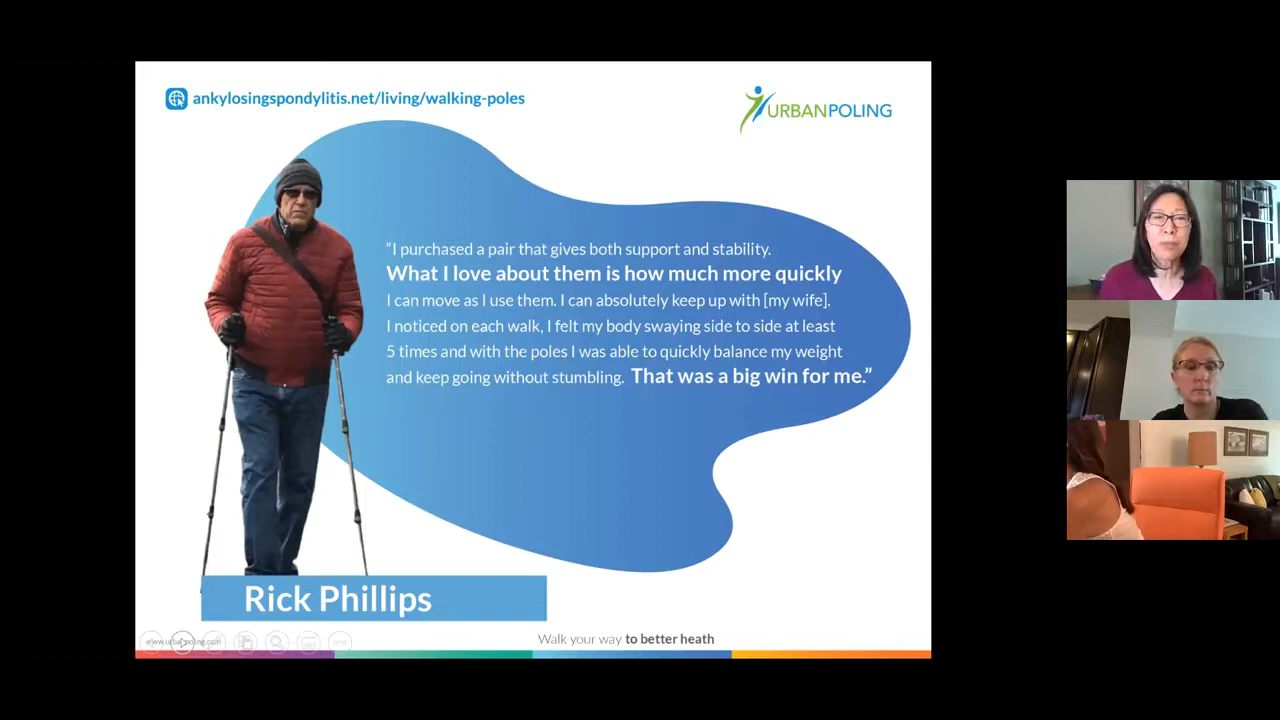 ankylosingspondylitis.net/living/walking-poles
URBANPOLING
“I purchased a pair that gives both support and stability.
What I love about them is how much more quickly
I can move as I use them. I can absolutely keep up with [my wife].
I noticed on each walk, I felt my body swaying side to side at least
5 times and with the poles I was able to quickly balance my weight
and keep going without stumbling. That was a big win for me.”
Rick Phillips
www.urbanpoling.com
Walk your way to better heath